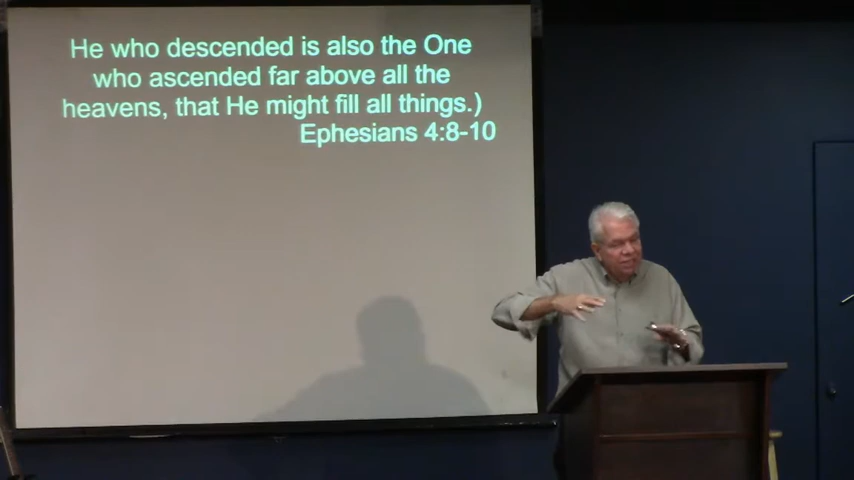 He who descended is also the One
who ascended far above all the
heavens, that He might fill all things.)
Ephesians 4:8-10